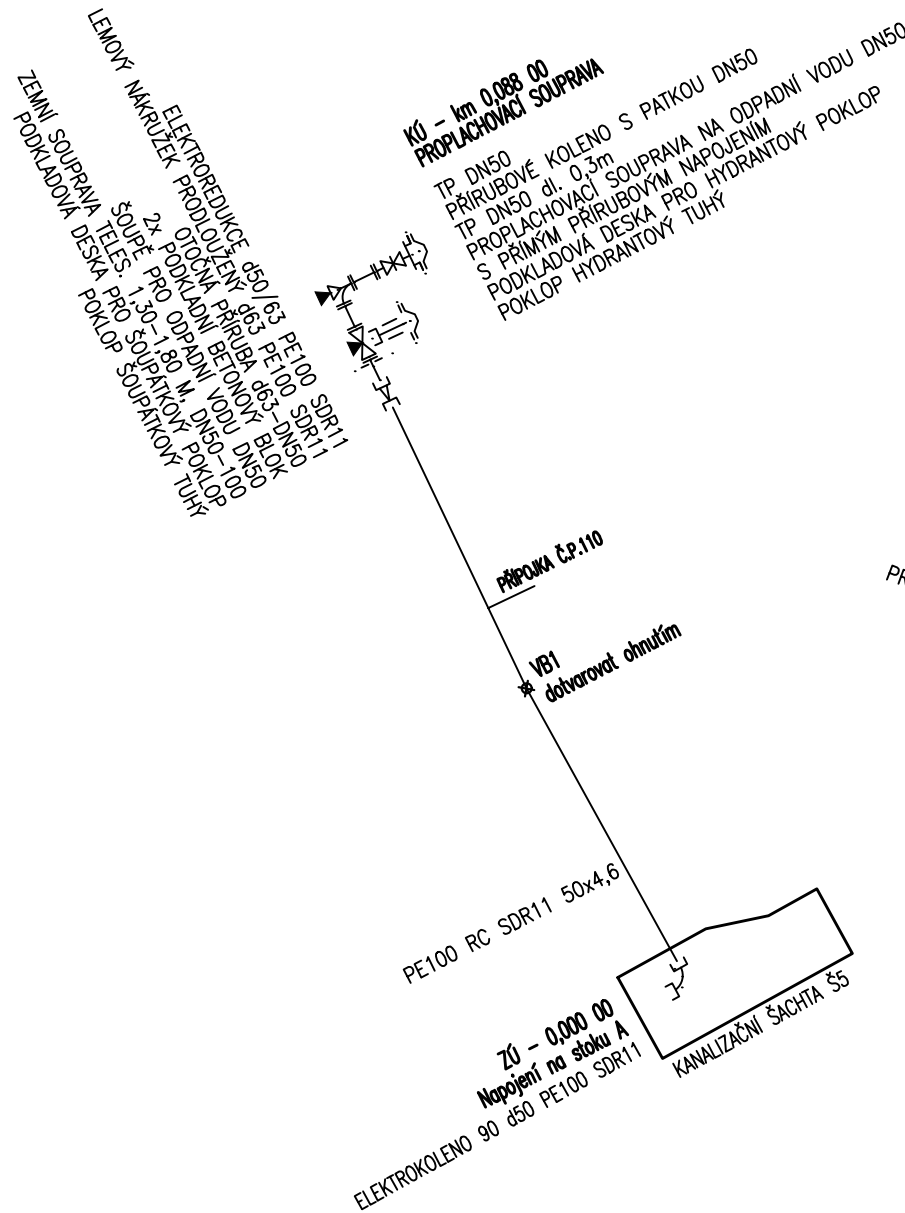 KÚ – km 0,088 00
PROPLACHOVACÍ SOUPRAVA
TP DN50
PŘÍRUBOVÉ KOLENO S PATKOU DN50
TP DN50 dl. 0,3m
PROPLACHOVACÍ SOUPRAVA NA ODPADNÍ VODU DN50
S PŘÍMÝM PŘÍRUBOVÝM NAPOJENÍM
PODKLADOVÁ DESKA PRO HYDRANTOVÝ POKLOP
POKLOP HYDRANTOVÝ TUHÝ
ELEKTROREDUKCE d50/63 PE100 SDR11
LEMOVÝ NÁKRUŽEK PRODLOUŽENÝ d63 PE100 SDR11
OTOČNÁ PŘÍRUBA d63-DN50
2x PODKLADNÍ BETONOVÝ BLOK
ŠOUPĚ PRO ODPADNÍ VODU DN50
ZEMNÍ SOUPRAVA TELES. 1,30-1,80 M, DN50-100
PODKLADOVÁ DESKA PRO ŠOUPÁTKOVÝ POKLOP
POKLOP ŠOUPÁTKOVÝ TUHÝ
PŘÍPOJKA Č.P.110
VB1
dotvarovat ohnutím
PE100 RC SDR11 50x4,6
ZÚ – 0,000 00
Napojení na stoku A
ELEKTROKOLENO 90 d50 PE100 SDR11
KANALIZAČNÍ ŠACHTA Š5